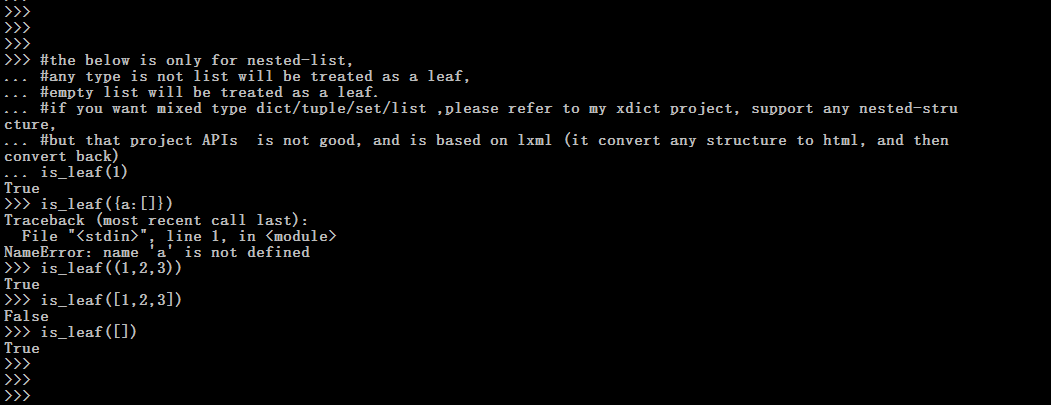 >>>
>>>
>>>
>>> #the below is only for nested-list,
... #any type is not list will be treated as a leaf,
... #empty list will be treated as a leaf.
... #if you want mixed type dict/tuple/set/list ,please refer to my xdict project, support any nested-stru
cture,
... #but that project APIs  is not good, and is based on lxml (it convert any structure to html, and then
convert back)
... is_leaf(1)
True
>>> is_leaf({a:[]})
Traceback (most recent call last):
  File "<stdin>", line 1, in <module>
NameError: name 'a' is not defined
>>> is_leaf((1,2,3))
True
>>> is_leaf([1,2,3])
False
>>> is_leaf([])
True
>>>
>>>
>>>